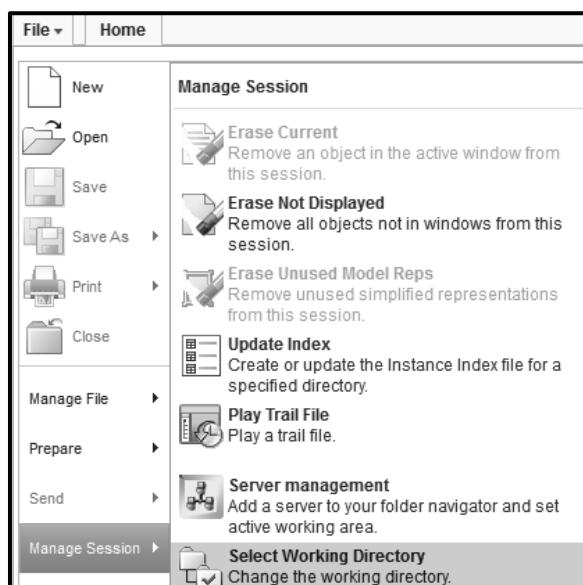 File Home
New
Open
Save
Save As
Print
Close
Manage File
Prepare
Send
Manage Session
Manage Session
Erase Current
Remove an object in the active window from
this session.
Erase Not Displayed
Remove all objects not in windows from this
session.
Erase Unused Model Reps
Remove unused simplified representations
from this session.
Update Index
Create or update the Instance Index file for a
specified directory.
Play Trail File
Play a trail file.
Server management
Add a server to your folder navigator and set
active working area.
Select Working Directory
Change the working directory.